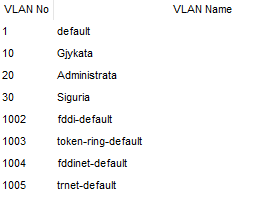 VLAN No VLAN Name
1 default
10 Gjykata
20 Administrata
30 Siguria
1002 fddi-default
1003 token-ring-default
1004 fddinet-default
1005 trnet-default